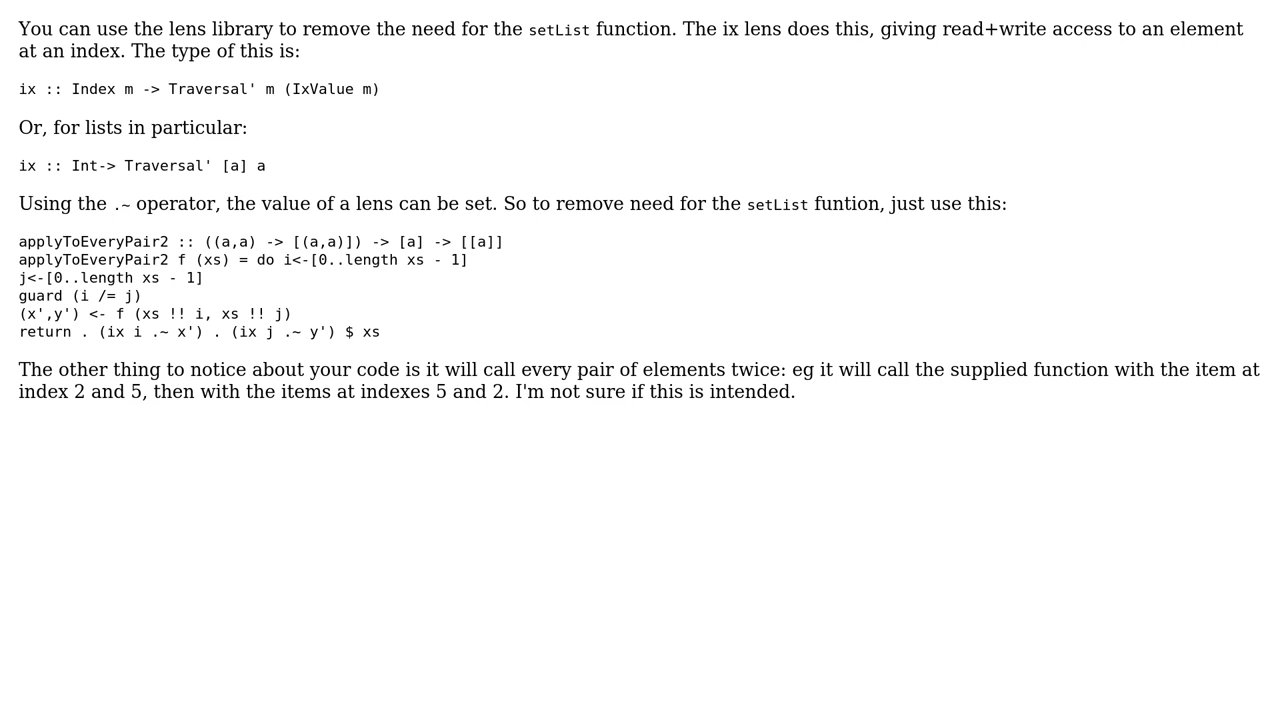 You can use the lens library to remove the need for the setList function. The ix lens does this, giving read+write access to an element
at an index. The type of this is:
ix :: Index m -> Traversal' m (IxValue m)
Or, for lists in particular:
ix :: Int-> Traversal' [a] a
Using the .~ operator, the value of a lens can be set. So to remove need for the setList funtion, just use this:
applyToEveryPair2 :: ((a,a) -> [(a,a)]) -> [a] -> [[a]]
applyToEveryPair2 f (xs) = do i<-[0..length xs - 1]
j<-[0..length xs - 1]
guard (i /= j)
(x',y') <- f (xs !! i, xs !! j)
return . (ix i .~ x') . (ix j .~ y') $ xs
The other thing to notice about your code is it will call every pair of elements twice: eg it will call the supplied function with the item at
index 2 and 5, then with the items at indexes 5 and 2. I'm not sure if this is intended.